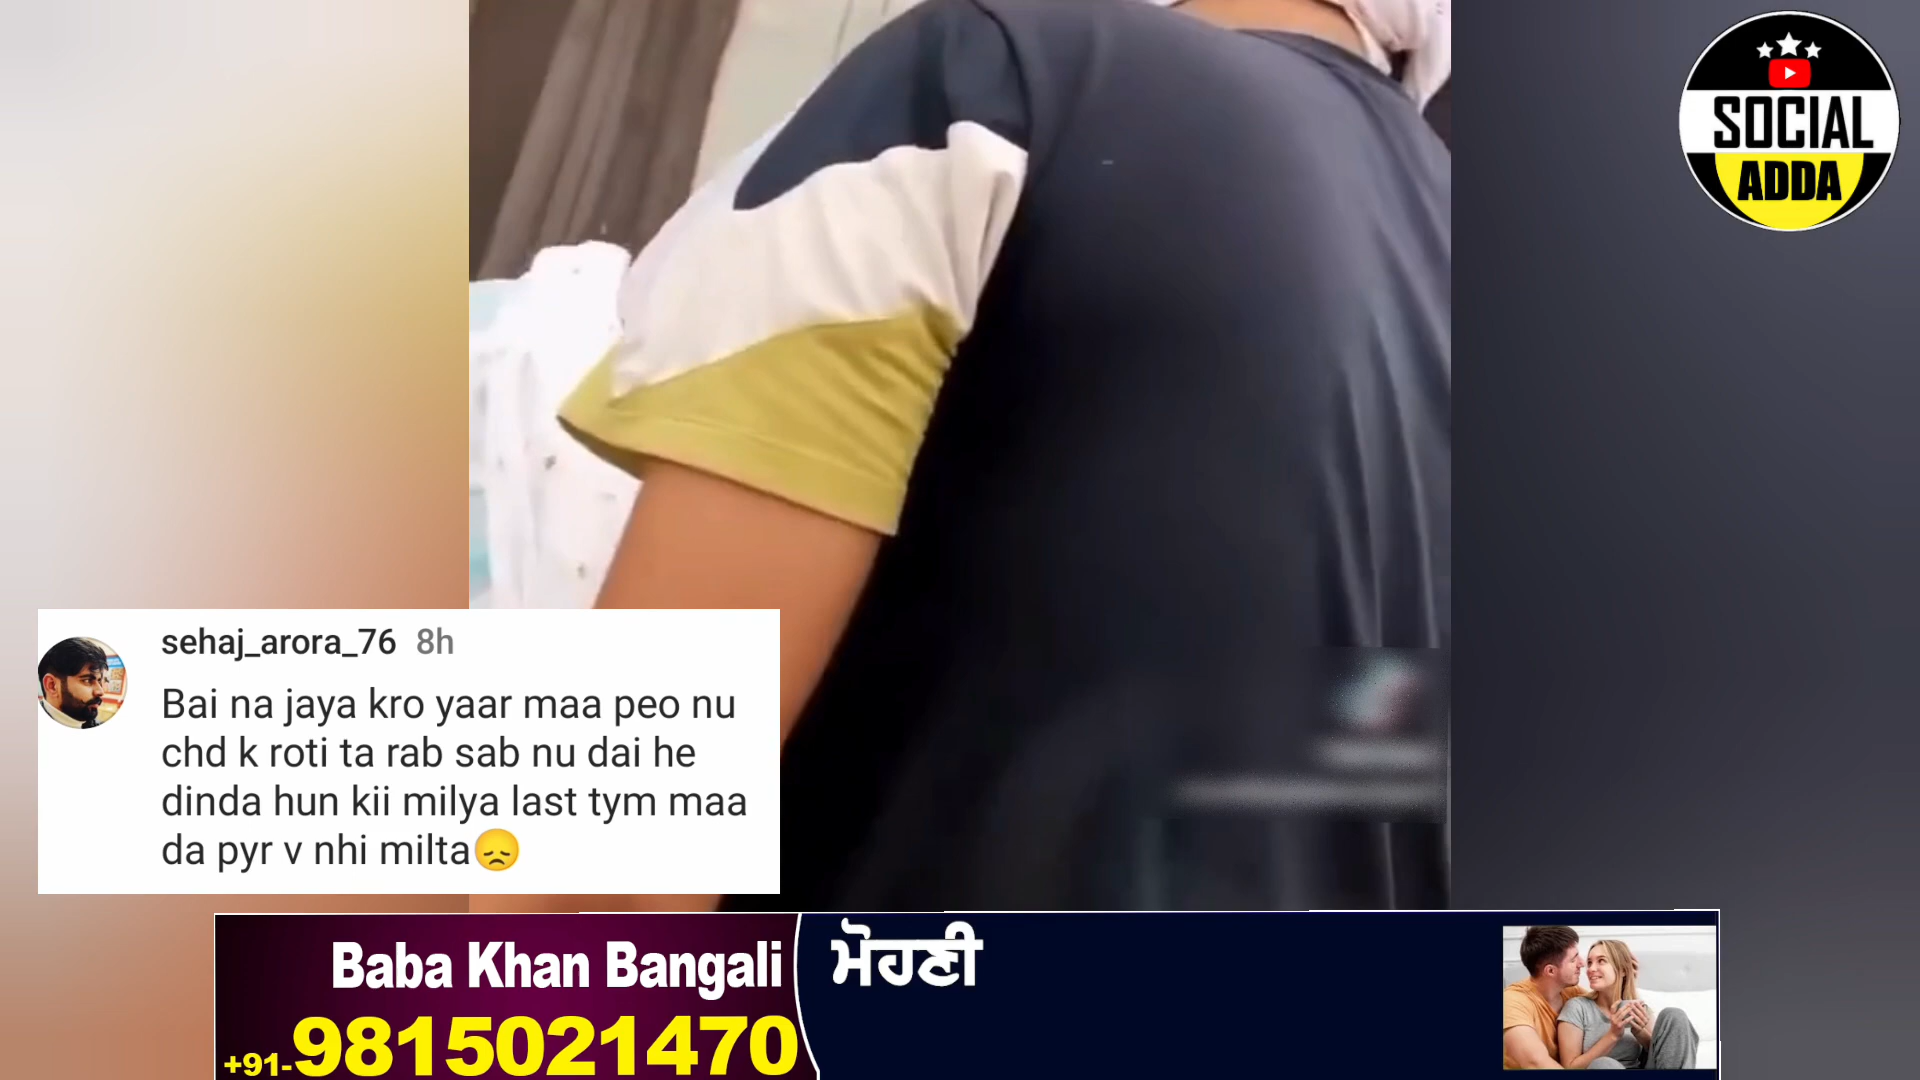 SOCIAL
ADDA
sehaj_arora_76 8h
Bai na jaya kro yaar maa peo nu
chd k roti ta rab sab nu dai he
dinda hun kii milya last tym maa
da pyr v nhi milta😞
Baba Khan Bangali
+91-9815021470
ਮੋਹਣੀ